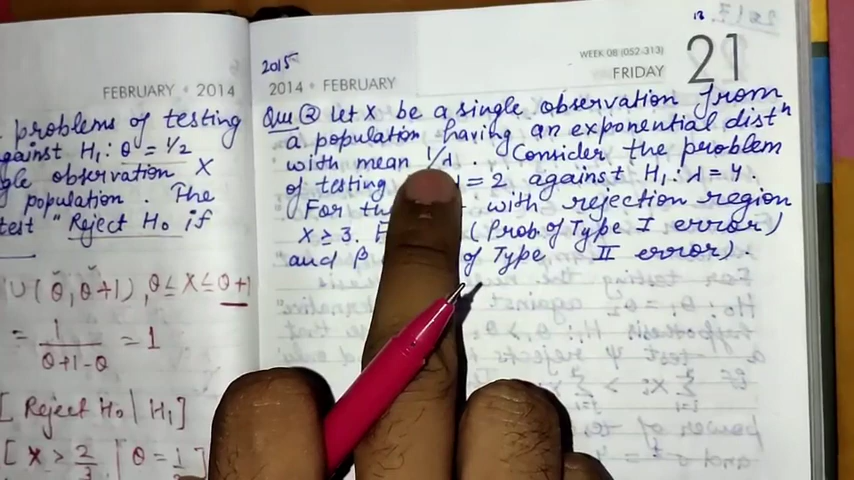 FEBRUARY • 2014
problems of testing
against H₁: θ = 1/2
gle observation X
population. The
test "Reject H₀ if
U(θ, θ+1), θ ≤ X ≤ θ+1
= 1/(θ+1-θ) = 1
[Reject H₀ | H₁]
[X > 2/3 | θ = 1/
2015
2014 • FEBRUARY
WEEK 08 (052-313)
FRIDAY
21
Que ② let X be a single observation from
a population having an exponential distⁿ
with mean 1/λ. Consider the problem
of testing = 2 against H₁: λ = 4.
For th with rejection region
X ≥ 3. (Prob. of Type I error)
and β of Type II error).